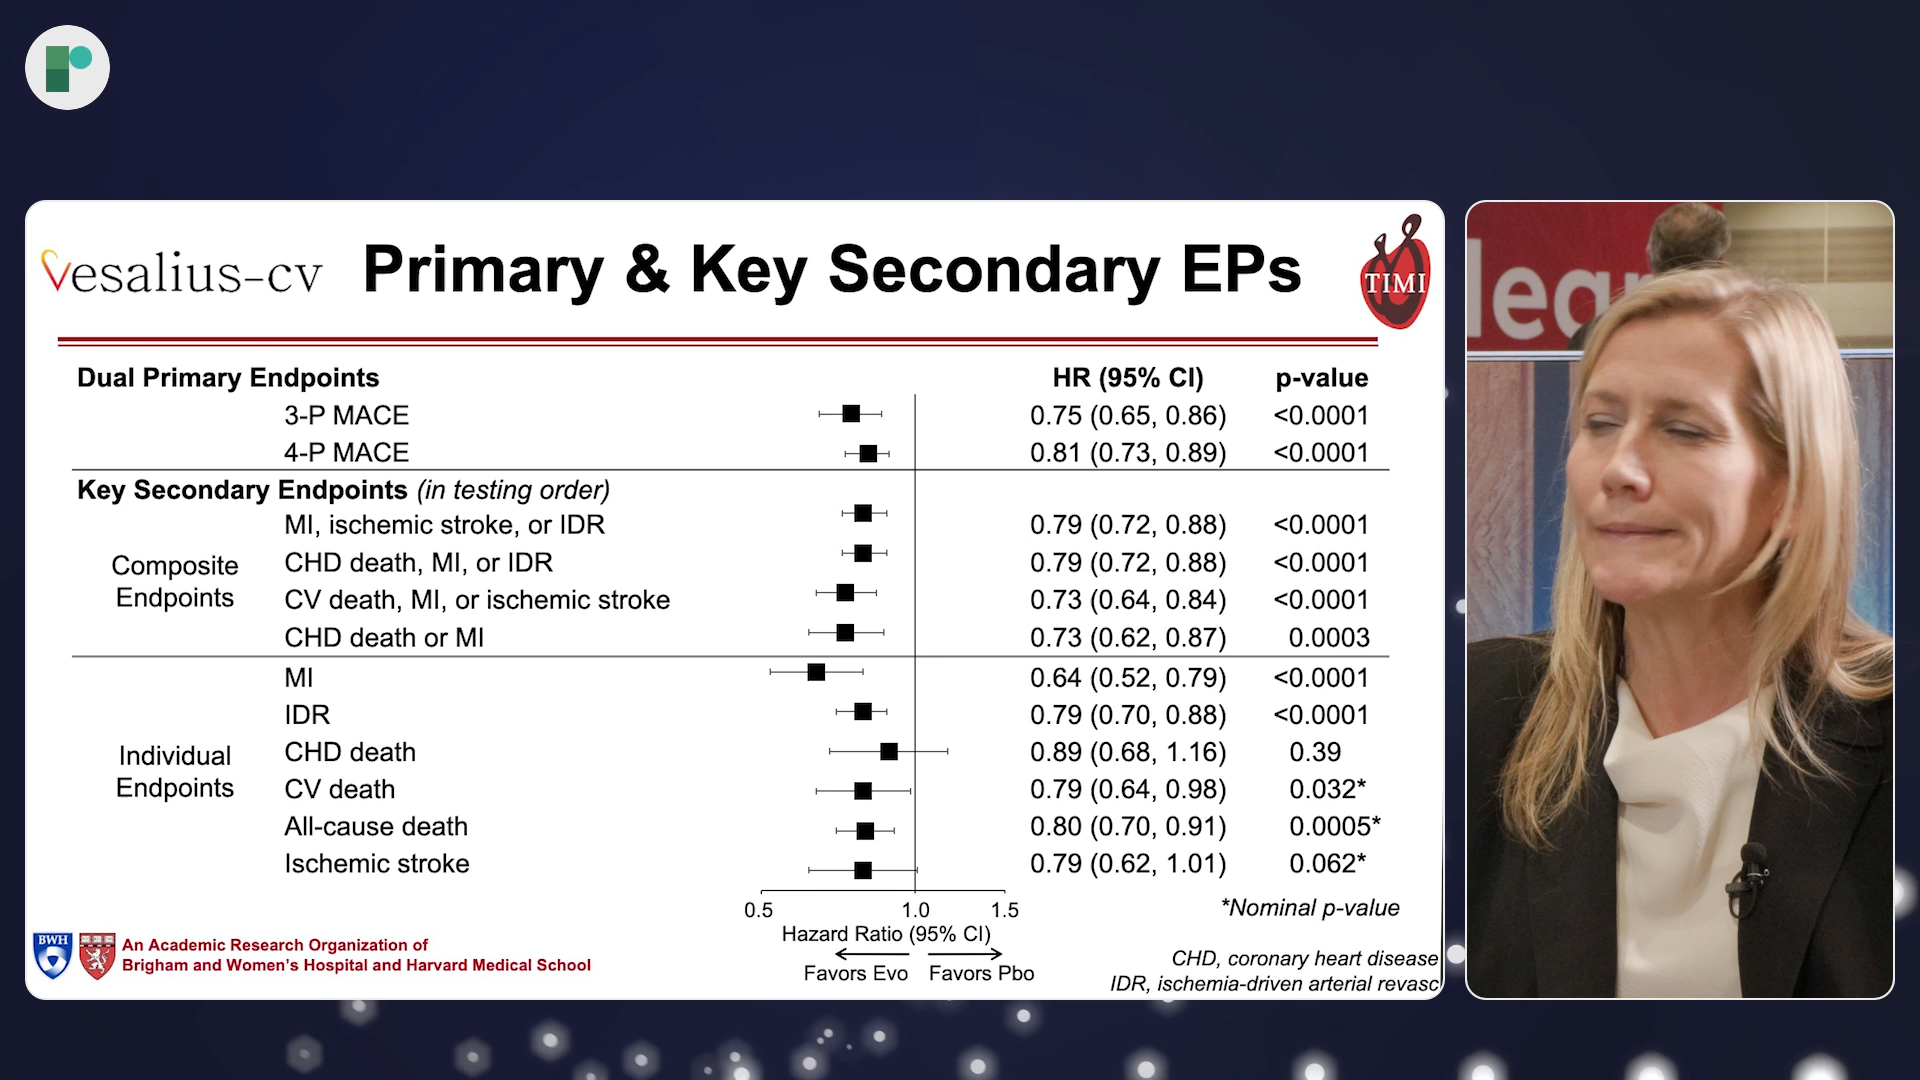 vesalius-cv
Primary & Key Secondary EPs
TIMI
Dual Primary Endpoints HR (95% CI) p-value
3-P MACE 0.75 (0.65, 0.86) <0.0001
4-P MACE 0.81 (0.73, 0.89) <0.0001
Key Secondary Endpoints (in testing order)
Composite Endpoints
MI, ischemic stroke, or IDR 0.79 (0.72, 0.88) <0.0001
CHD death, MI, or IDR 0.79 (0.72, 0.88) <0.0001
CV death, MI, or ischemic stroke 0.73 (0.64, 0.84) <0.0001
CHD death or MI 0.73 (0.62, 0.87) 0.0003
Individual Endpoints
MI 0.64 (0.52, 0.79) <0.0001
IDR 0.79 (0.70, 0.88) <0.0001
CHD death 0.89 (0.68, 1.16) 0.39
CV death 0.79 (0.64, 0.98) 0.032*
All-cause death 0.80 (0.70, 0.91) 0.0005*
Ischemic stroke 0.79 (0.62, 1.01) 0.062*
0.5 1.0 1.5
*Nominal p-value
Hazard Ratio (95% CI)
Favors Evo Favors Pbo
CHD, coronary heart disease
IDR, ischemia-driven arterial revasc
BWH
An Academic Research Organization of
Brigham and Women's Hospital and Harvard Medical School
lear